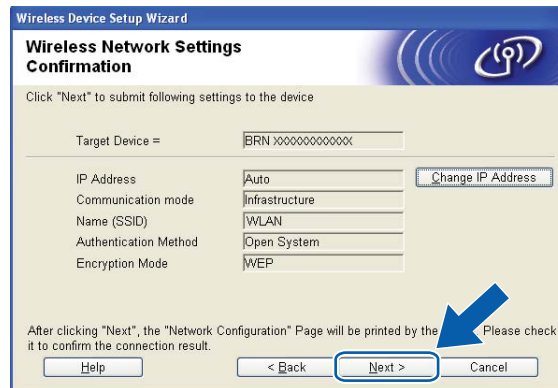 Wireless Device Setup Wizard
Wireless Network Settings
Confirmation
Click "Next" to submit following settings to the device
Target Device = BRN XXXXXXXXXXXX
IP Address Auto Change IP Address
Communication mode Infrastructure
Name (SSID) WLAN
Authentication Method Open System
Encryption Mode WEP
After clicking "Next", the "Network Configuration" Page will be printed by the Please check
it to confirm the connection result.
Help < Back Next > Cancel